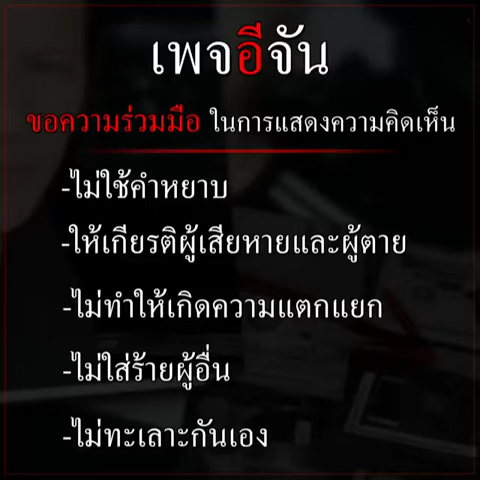 เพจอีจัน
ขอความร่วมมือ ในการแสดงความคิดเห็น
-ไม่ใช้คำหยาบ
-ให้เกียรติผู้เสียหายและผู้ตาย
-ไม่ทำให้เกิดความแตกแยก
-ไม่ใส่ร้ายผู้อื่น
-ไม่ทะเลาะกันเอง